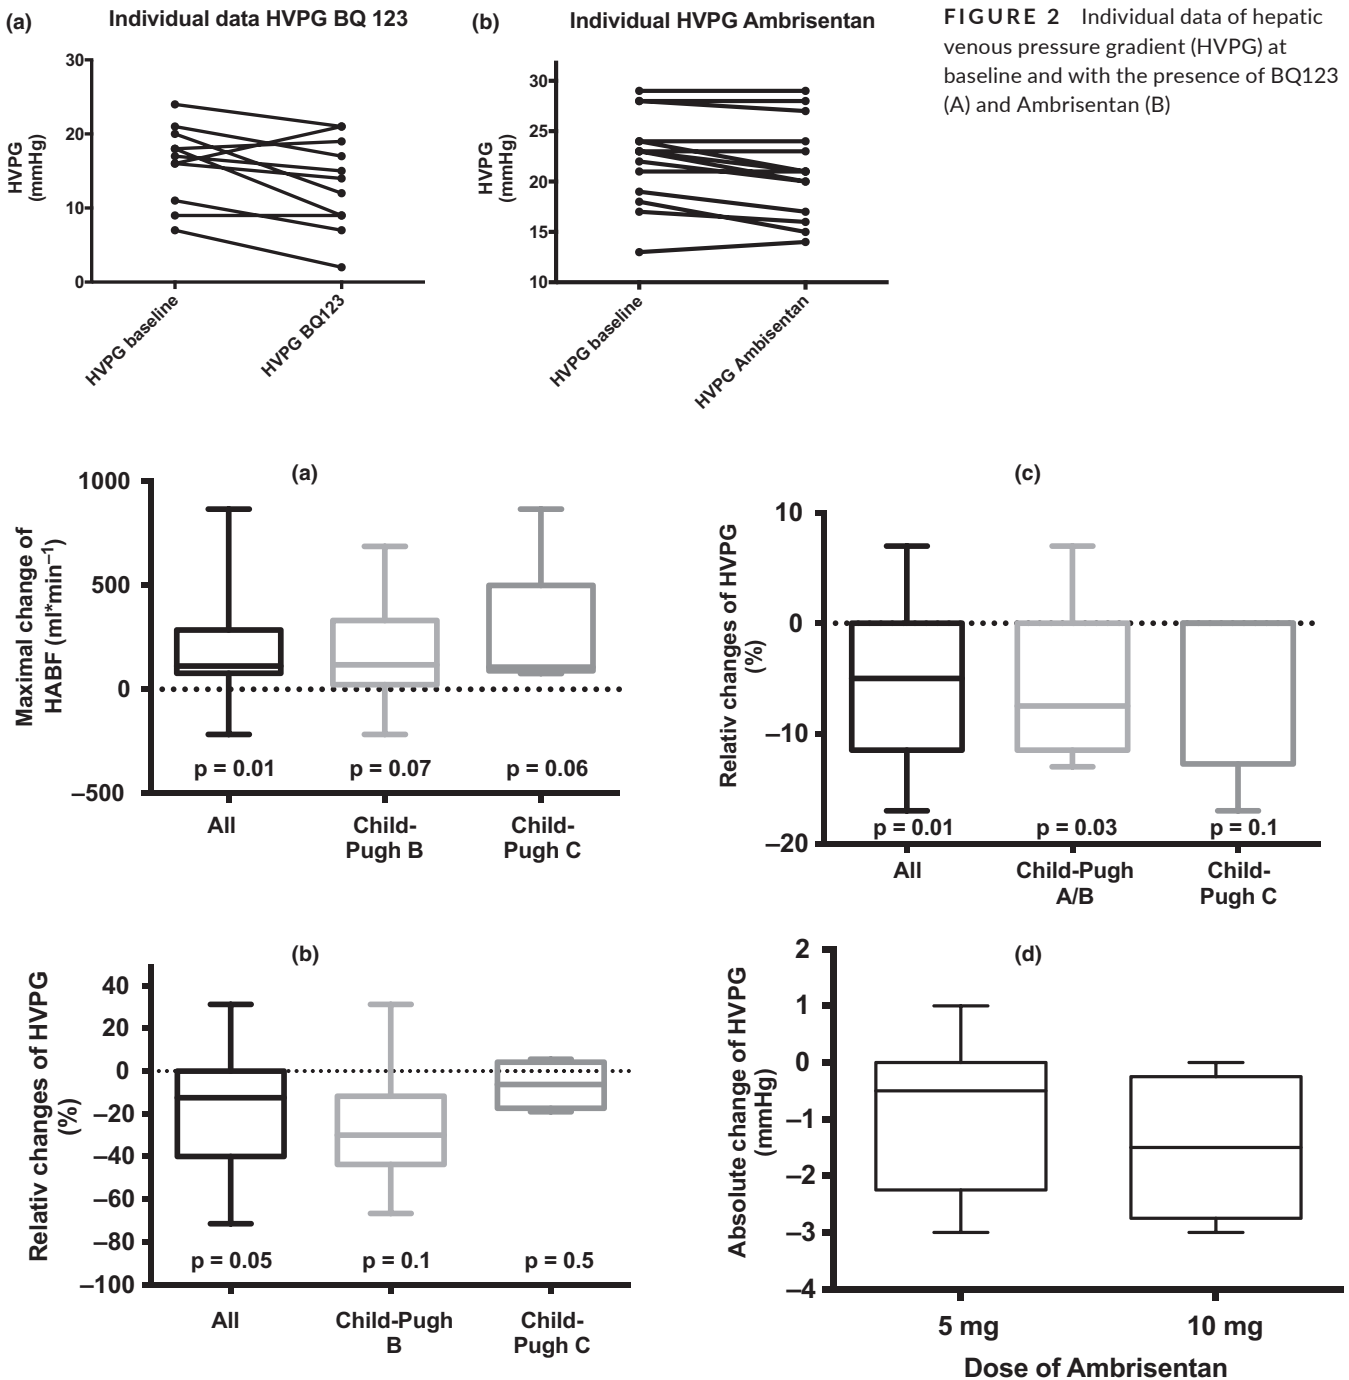 (a)
Individual data HVPG BQ 123
HVPG
(mmHg)
30
20
10
0
HVPG baseline
HVPG BQ123
(b)
Individual HVPG Ambrisentan
HVPG
(mmHg)
30
25
20
15
10
HVPG baseline
HVPG Ambisentan
FIGURE 2 Individual data of hepatic
venous pressure gradient (HVPG) at
baseline and with the presence of BQ123
(A) and Ambrisentan (B)
(a)
Maximal change of
HABF (ml*min−1)
1000
500
0
–500
p = 0.01
p = 0.07
p = 0.06
All
Child-
Pugh B
Child-
Pugh C
(c)
Relativ changes of HVPG
(%)
10
0
–10
–20
p = 0.01
p = 0.03
p = 0.1
All
Child-Pugh
A/B
Child-
Pugh C
(b)
Relativ changes of HVPG
(%)
40
20
0
–20
–40
–60
–80
–100
p = 0.05
p = 0.1
p = 0.5
All
Child-Pugh
B
Child-
Pugh C
(d)
Absolute change of HVPG
(mmHg)
2
1
0
–1
–2
–3
–4
5 mg
10 mg
Dose of Ambrisentan